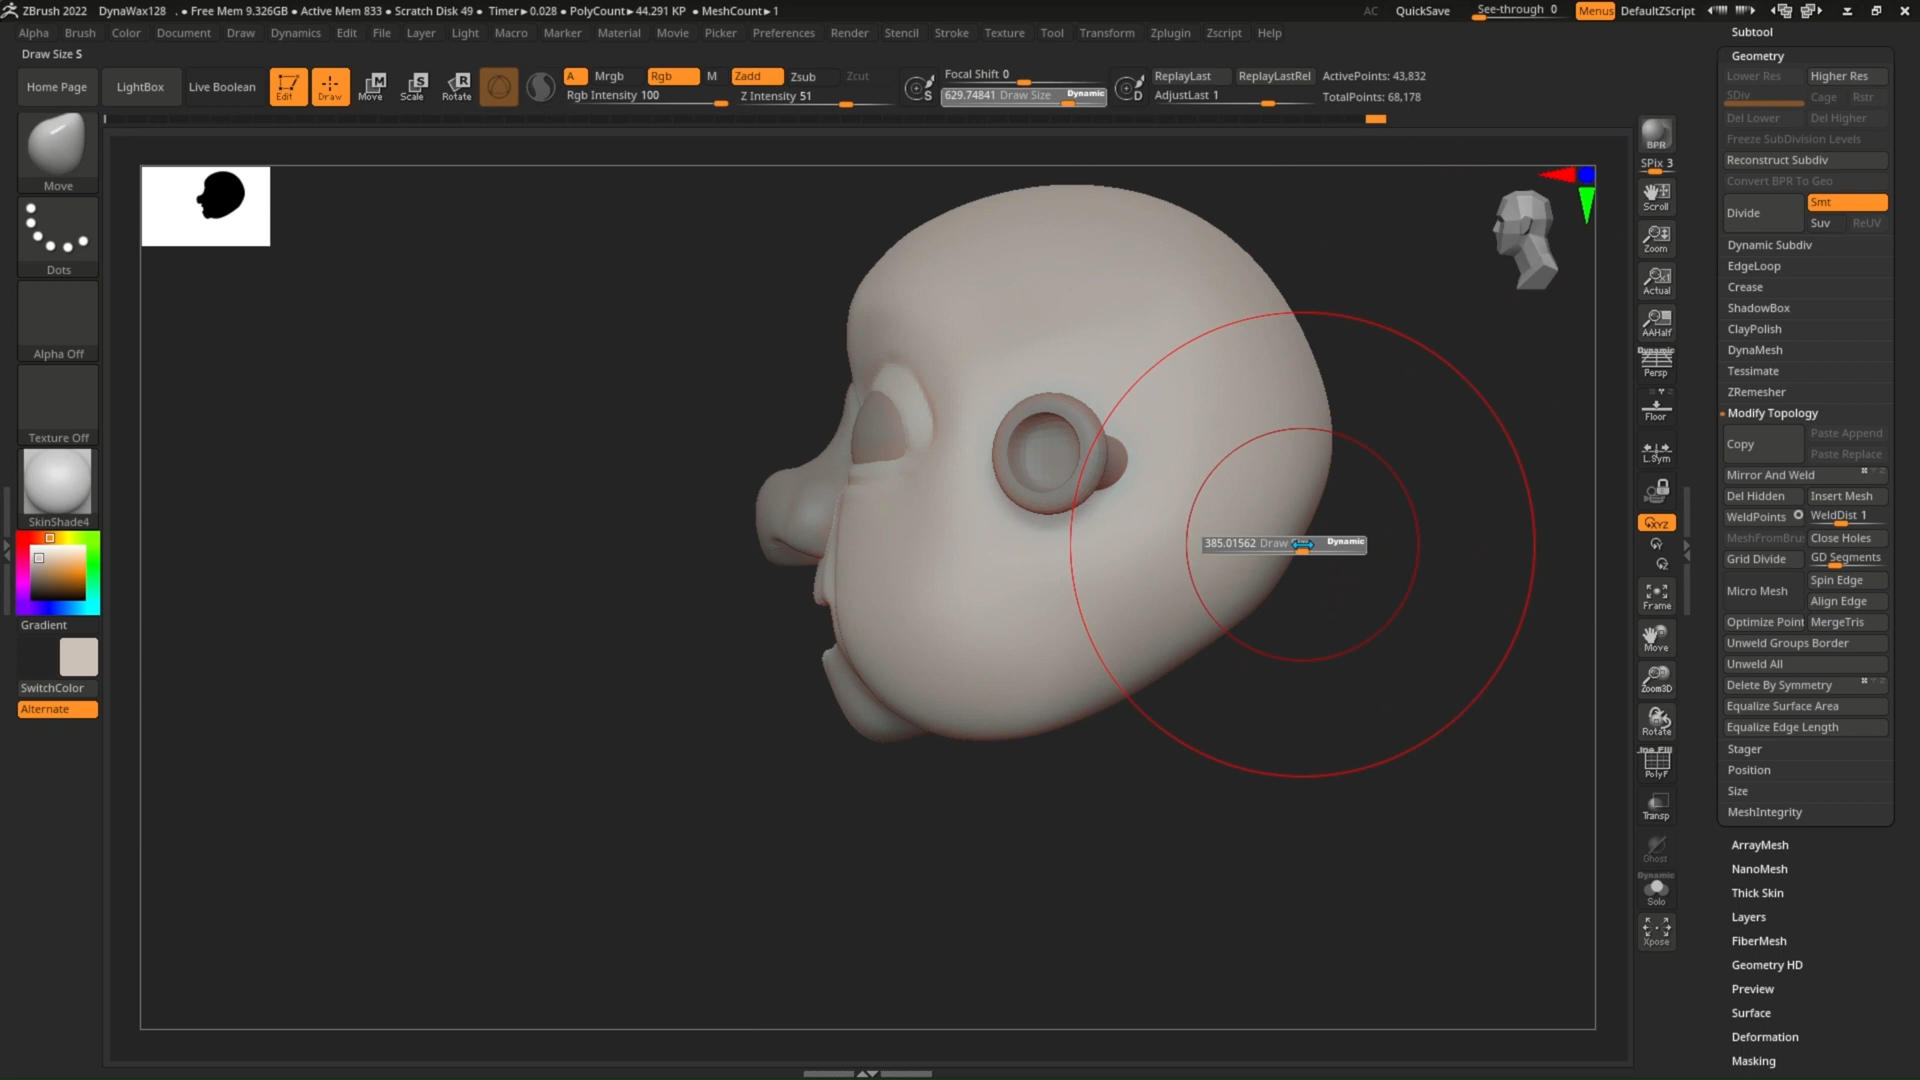 ZBrush 2022 DynaWax128 . • Free Mem 9.326GB • Active Mem 833 • Scratch Disk 49 • Timer▸0.028 • PolyCount▸44.291 KP • MeshCount▸1 AC QuickSave See-through 0 Menus DefaultZScript
Alpha Brush Color Document Draw Dynamics Edit File Layer Light Macro Marker Material Movie Picker Preferences Render Stencil Stroke Texture Tool Transform Zplugin Zscript Help
Draw Size S
Home Page LightBox Live Boolean Edit Draw Move Scale Rotate
M S R
A Mrgb Rgb M Zadd Zsub Zcut
Rgb Intensity 100 Z Intensity 51
S Focal Shift 0
629.74841 Draw Size Dynamic
D ReplayLast ReplayLastRel ActivePoints: 43,832
AdjustLast 1 TotalPoints: 68,178
Move
Dots
Alpha Off
Texture Off
SkinShade4
Gradient
SwitchColor
Alternate
385.01562 Draw Dynamic
BPR
SPix 3
Scroll
Zoom
Actual
AAHalf
Dynamic
Persp
Floor
L.Sym
XYZ
Frame
Move
Zoom3D
Rotate
Line Fill
PolyF
Transp
Ghost
Dynamic
Solo
Xpose
Subtool
Geometry
Lower Res Higher Res
SDiv Cage Rstr
Del Lower Del Higher
Freeze SubDivision Levels
Reconstruct Subdiv
Convert BPR To Geo
Divide Smt
Suv ReUV
Dynamic Subdiv
EdgeLoop
Crease
ShadowBox
ClayPolish
DynaMesh
Tessimate
ZRemesher
Modify Topology
Copy Paste Append
Paste Replace
Mirror And Weld
Del Hidden Insert Mesh
WeldPoints WeldDist 1
MeshFromBrus Close Holes
Grid Divide GD Segments
Micro Mesh Spin Edge
Align Edge
Optimize Point MergeTris
Unweld Groups Border
Unweld All
Delete By Symmetry
Equalize Surface Area
Equalize Edge Length
Stager
Position
Size
MeshIntegrity
ArrayMesh
NanoMesh
Thick Skin
Layers
FiberMesh
Geometry HD
Preview
Surface
Deformation
Masking